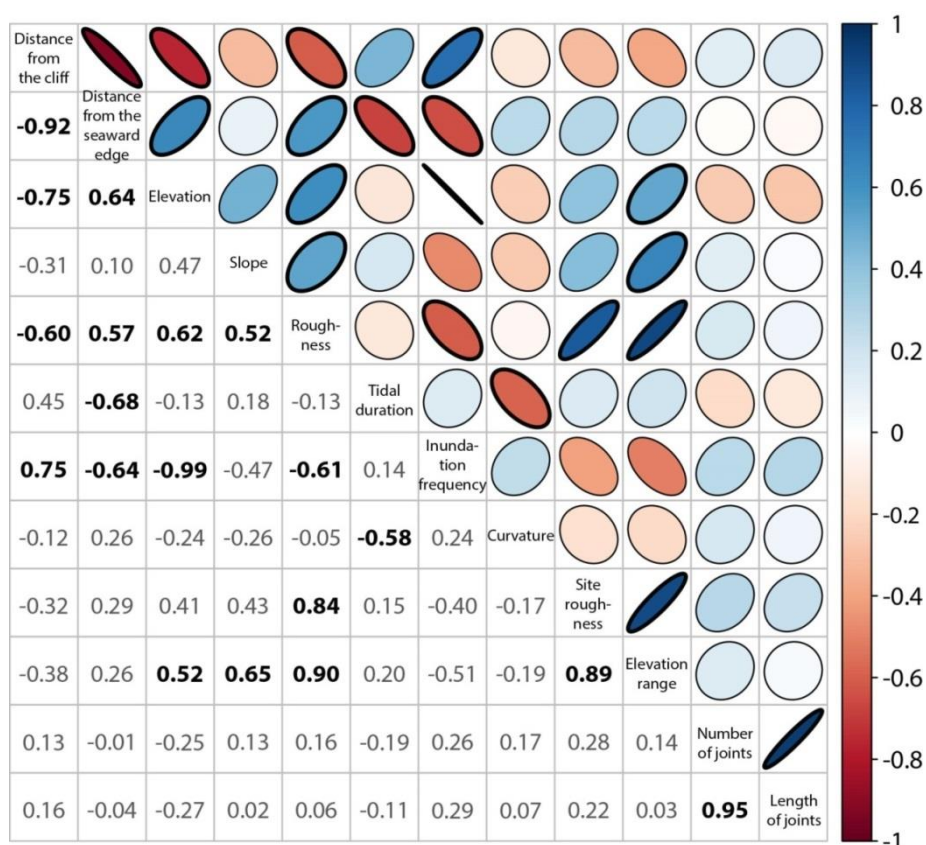 Distance
from
the cliff
1
-0.92
Distance
from the
seaward
edge
0.8
-0.75 0.64 Elevation
0.6
-0.31 0.10 0.47 Slope
0.4
-0.60 0.57 0.62 0.52 Rough-
ness
0.2
0.45 -0.68 -0.13 0.18 -0.13 Tidal
duration
0
0.75 -0.64 -0.99 -0.47 -0.61 0.14 Inunda-
tion
frequency
-0.2
-0.12 0.26 -0.24 -0.26 -0.05 -0.58 0.24 Curvature
-0.32 0.29 0.41 0.43 0.84 0.15 -0.40 -0.17 Site
rough-
ness
-0.4
-0.38 0.26 0.52 0.65 0.90 0.20 -0.51 -0.19 0.89 Elevation
range
-0.6
0.13 -0.01 -0.25 0.13 0.16 -0.19 0.26 0.17 0.28 0.14 Number
of joints
-0.8
0.16 -0.04 -0.27 0.02 0.06 -0.11 0.29 0.07 0.22 0.03 0.95 Length
of joints
-1